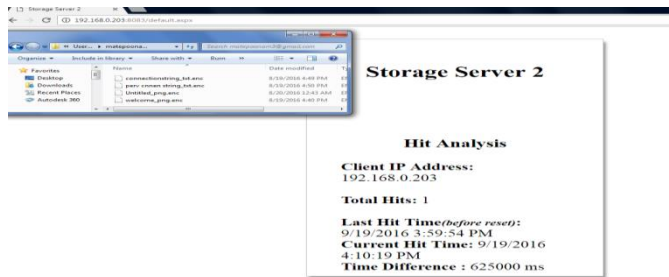 Storage Server 2
192.168.0.203:8083/default.aspx
User...
Organize
Include in library
Share with
Burn
Favorites
Desktop
Downloads
Recent Places
Autodesk 360
Name
Date modified
connectionstring_txt.enc
8/19/2016 4:49 PM
string_txt.enc
8/19/2016 4:50 PM
Untitled_png.enc
8/20/2016 12:43 AM
welcome_png.enc
8/19/2016 4:40 PM
Storage Server 2
Hit Analysis
Client IP Address:
192.168.0.203
Total Hits: 1
Last Hit Time(before reset):
9/19/2016 3:59:54 PM
Current Hit Time: 9/19/2016
4:10:19 PM
Time Difference : 625000 ms